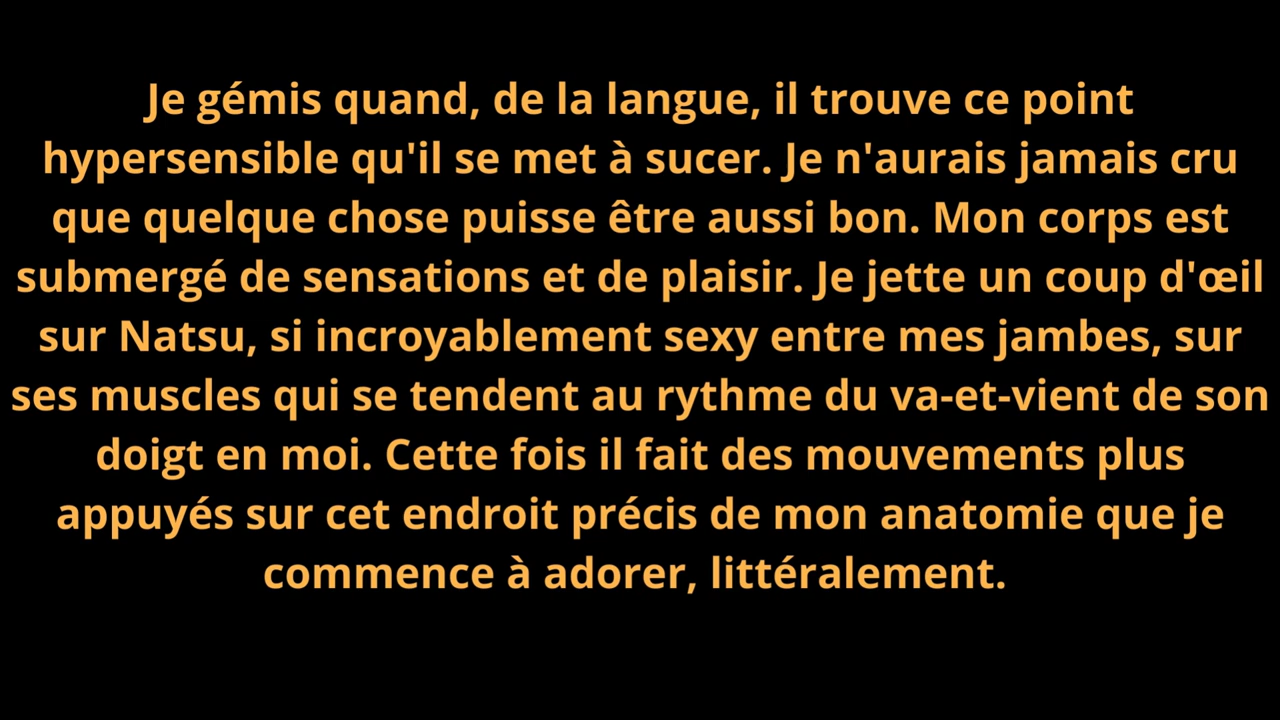 Je gémis quand, de la langue, il trouve ce point
hypersensible qu'il se met à sucer. Je n'aurais jamais cru
que quelque chose puisse être aussi bon. Mon corps est
submergé de sensations et de plaisir. Je jette un coup d'œil
sur Natsu, si incroyablement sexy entre mes jambes, sur
ses muscles qui se tendent au rythme du va-et-vient de son
doigt en moi. Cette fois il fait des mouvements plus
appuyés sur cet endroit précis de mon anatomie que je
commence à adorer, littéralement.